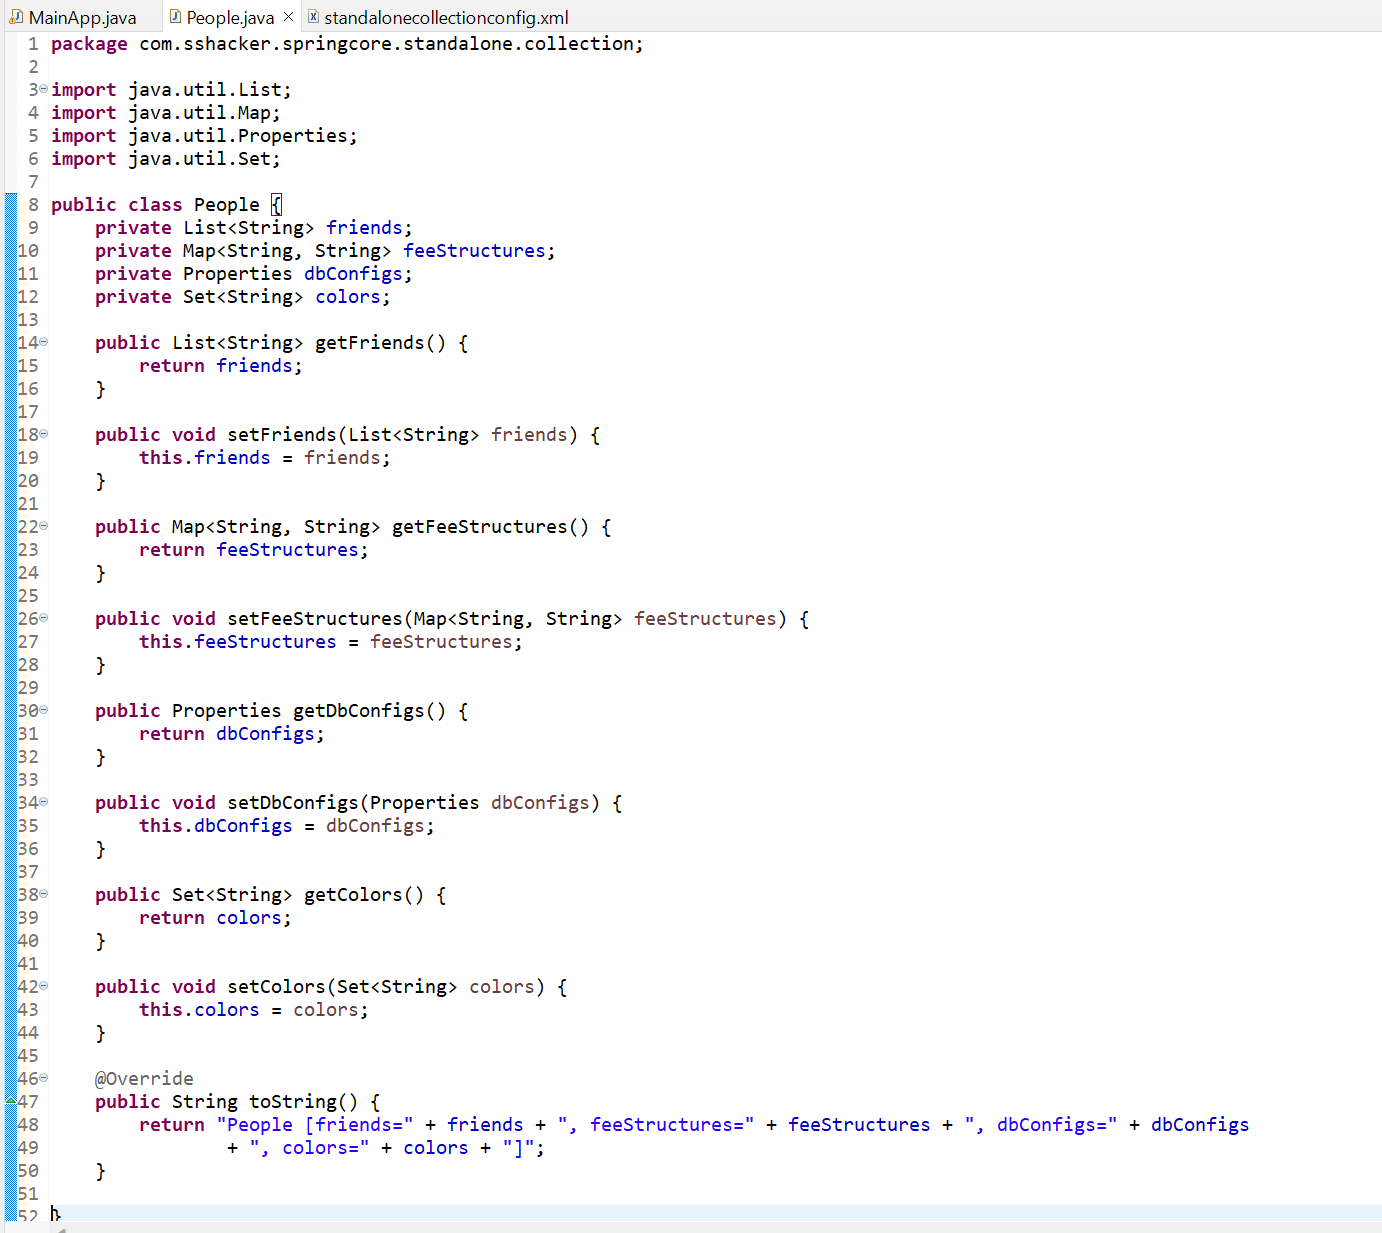 MainApp.java People.java standalonecollectionconfig.xml
1 package com.sshacker.springcore.standalone.collection;
2
3 import java.util.List;
4 import java.util.Map;
5 import java.util.Properties;
6 import java.util.Set;
7
8 public class People {
9     private List<String> friends;
10     private Map<String, String> feeStructures;
11     private Properties dbConfigs;
12     private Set<String> colors;
13
14     public List<String> getFriends() {
15         return friends;
16     }
17
18     public void setFriends(List<String> friends) {
19         this.friends = friends;
20     }
21
22     public Map<String, String> getFeeStructures() {
23         return feeStructures;
24     }
25
26     public void setFeeStructures(Map<String, String> feeStructures) {
27         this.feeStructures = feeStructures;
28     }
29
30     public Properties getDbConfigs() {
31         return dbConfigs;
32     }
33
34     public void setDbConfigs(Properties dbConfigs) {
35         this.dbConfigs = dbConfigs;
36     }
37
38     public Set<String> getColors() {
39         return colors;
40     }
41
42     public void setColors(Set<String> colors) {
43         this.colors = colors;
44     }
45
46     @Override
47     public String toString() {
48         return "People [friends=" + friends + ", feeStructures=" + feeStructures + ", dbConfigs=" + dbConfigs
49                 + ", colors=" + colors + "]";
50     }
51
52 }